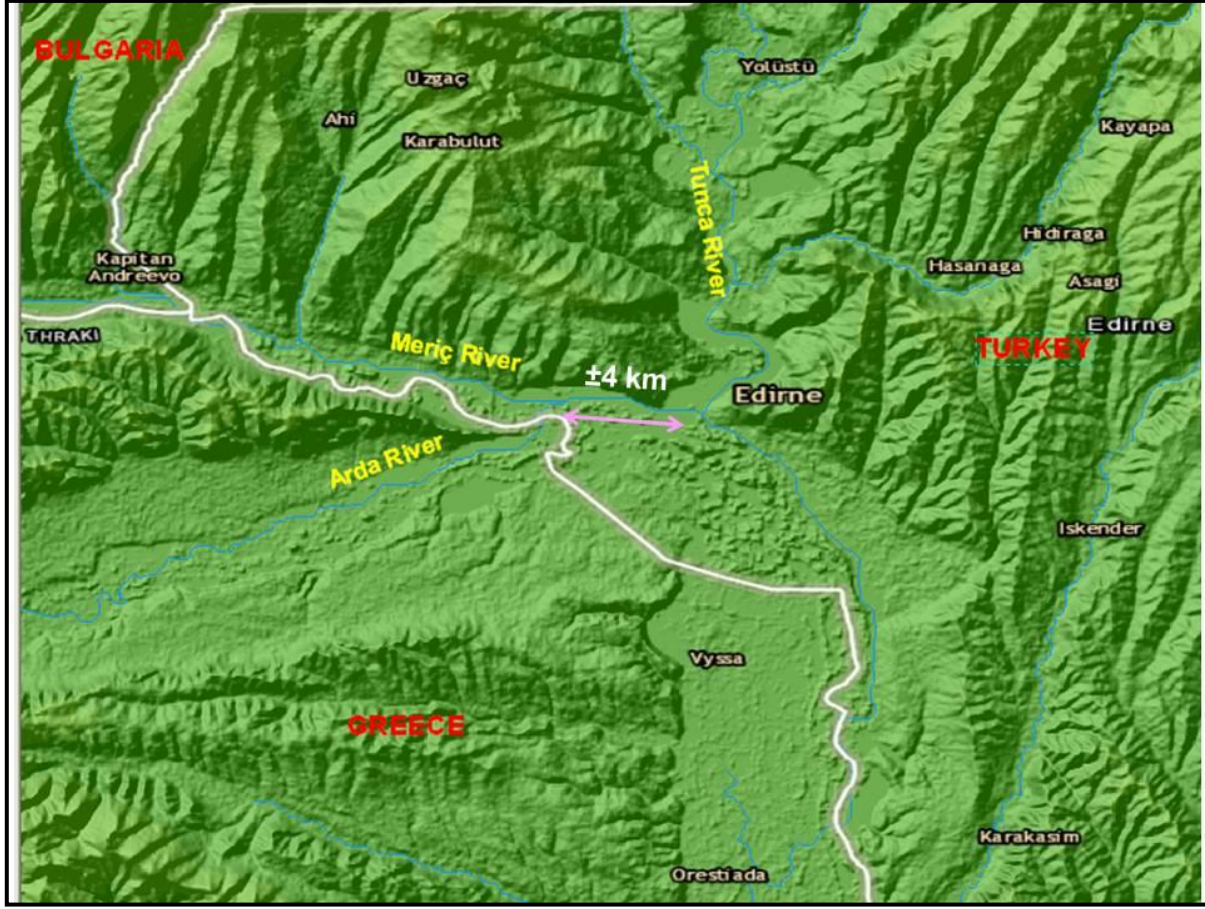 BULGARIA
Uzgaç
Yolüstü
Ahi
Karabulut
Kayapa
Tunca River
Hidiraga
Kapitan
Andreevo
Hasanaga
Asagi
THRAKI
Edirne
TURKEY
Meriç River
±4 km
Edirne
Arda River
Iskender
Vyssa
GREECE
Karakasim
Orestiada